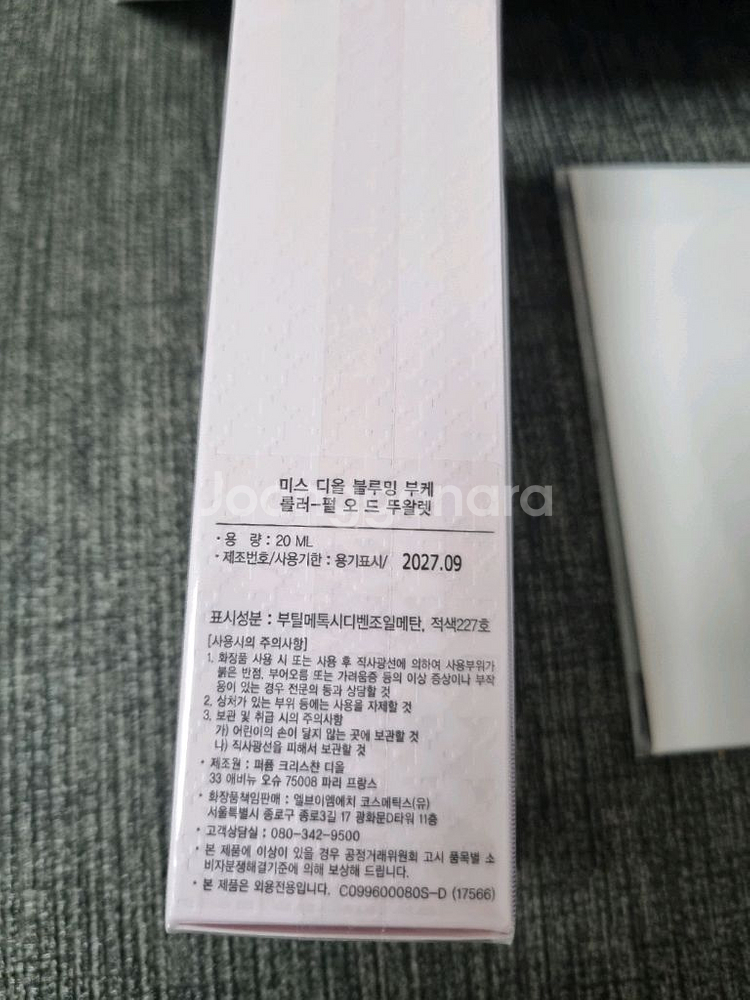 미스 디올 블루밍 부케
롤러-펄 오 드 뚜왈렛
Joonggonara
· 용 량 : 20 ML
· 제조번호/사용기한 : 용기표시/ 2027.09
표시성분 : 부틸메톡시디벤조일메탄, 적색227호
[사용시의 주의사항]
1. 화장품 사용 시 또는 사용 후 직사광선에 의하여 사용부위가
붉은 반점, 부어오름 또는 가려움증 등의 이상 증상이나 부작
용이 있는 경우 전문의 등과 상담할 것
2. 상처가 있는 부위 등에는 사용을 자제할 것
3. 보관 및 취급 시의 주의사항
가) 어린이의 손이 닿지 않는 곳에 보관할 것
나) 직사광선을 피해서 보관할 것
· 제조원 : 퍼퓸 크리스챤 디올
33 애비뉴 오슈 75008 파리 프랑스
· 화장품책임판매 : 엘브이엠에치 코스메틱스(유)
서울특별시 종로구 종로3길 17 광화문D타워 11층
· 고객상담실 : 080-342-9500
· 본 제품에 이상이 있을 경우 공정거래위원회 고시 품목별 소
비자분쟁해결기준에 의해 보상해 드립니다.
· 본 제품은 외용전용입니다. C099600080S-D (17566)